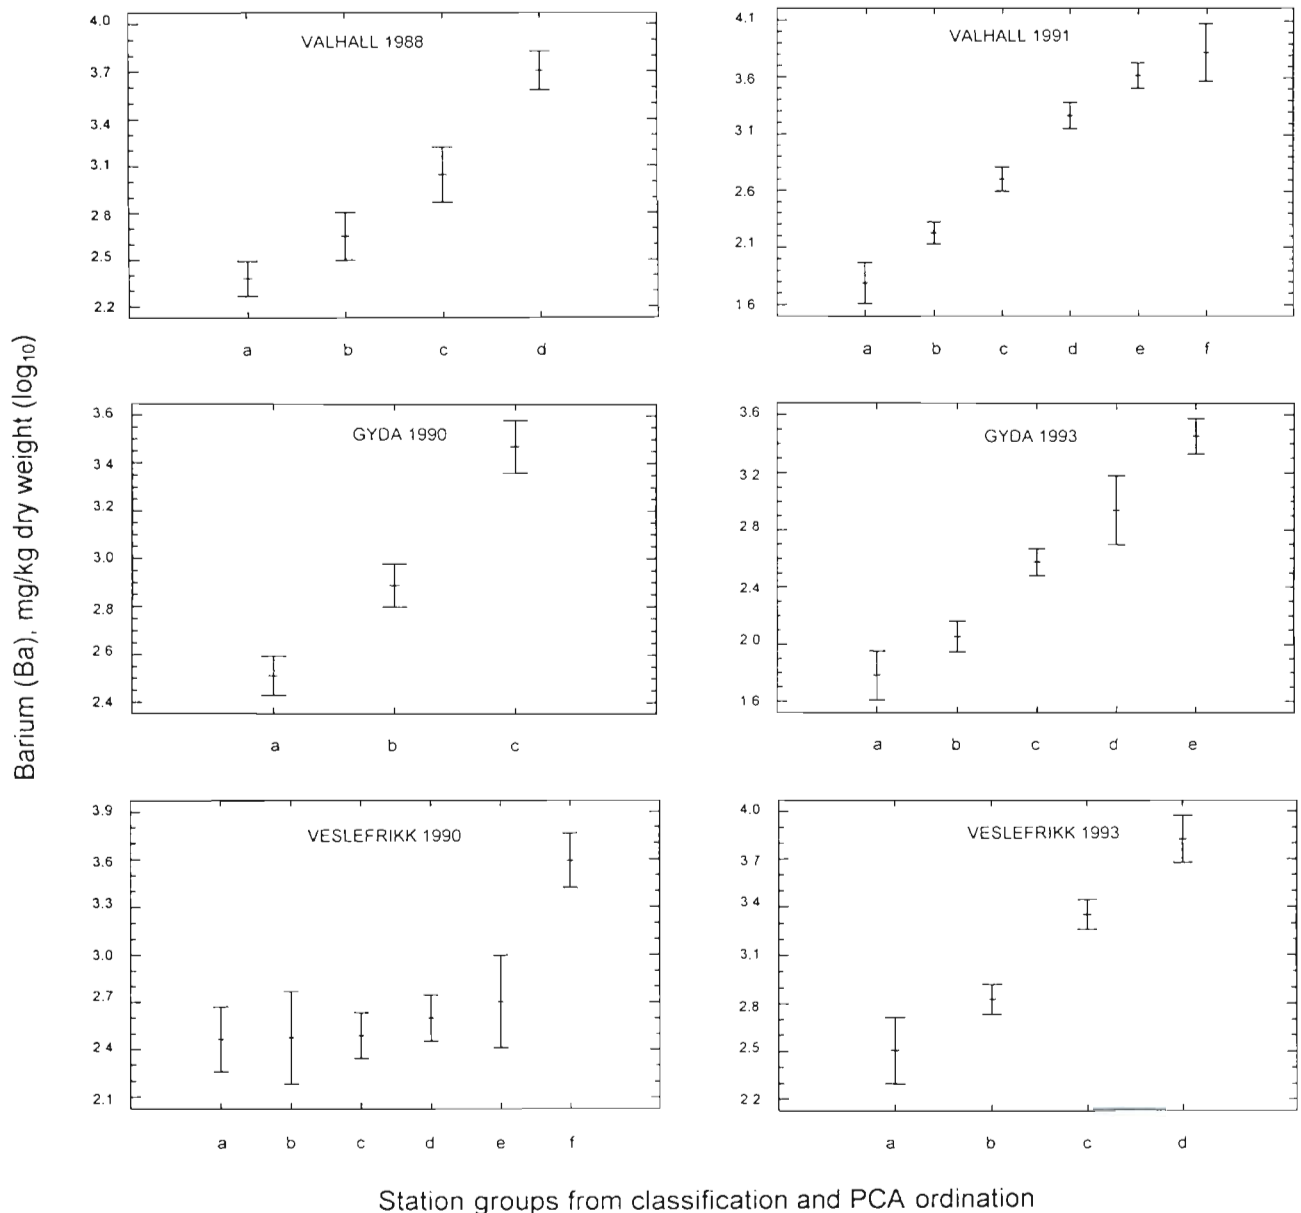 Barium (Ba), mg/kg dry weight (log10)
VALHALL 1988
4.0
3.7
3.4
3.1
2.8
2.5
2.2
a b c d
VALHALL 1991
4.1
3.6
3.1
2.6
2.1
1 6
a b c d e f
GYDA 1990
3.6
3.4
3.2
3.0
2.8
2 6
2.4
a b c
GYDA 1993
3.6
3.2
2.8
2.4
2 0
1 6
a b c d e
VESLEFRIKK 1990
3.9
3.6
3.3
3.0
2.7
2 4
2.1
a b c d e f
VESLEFRIKK 1993
4.0
3.7
3 4
3.1
2.8
2.5
2 2
a b c d
Station groups from classification and PCA ordination